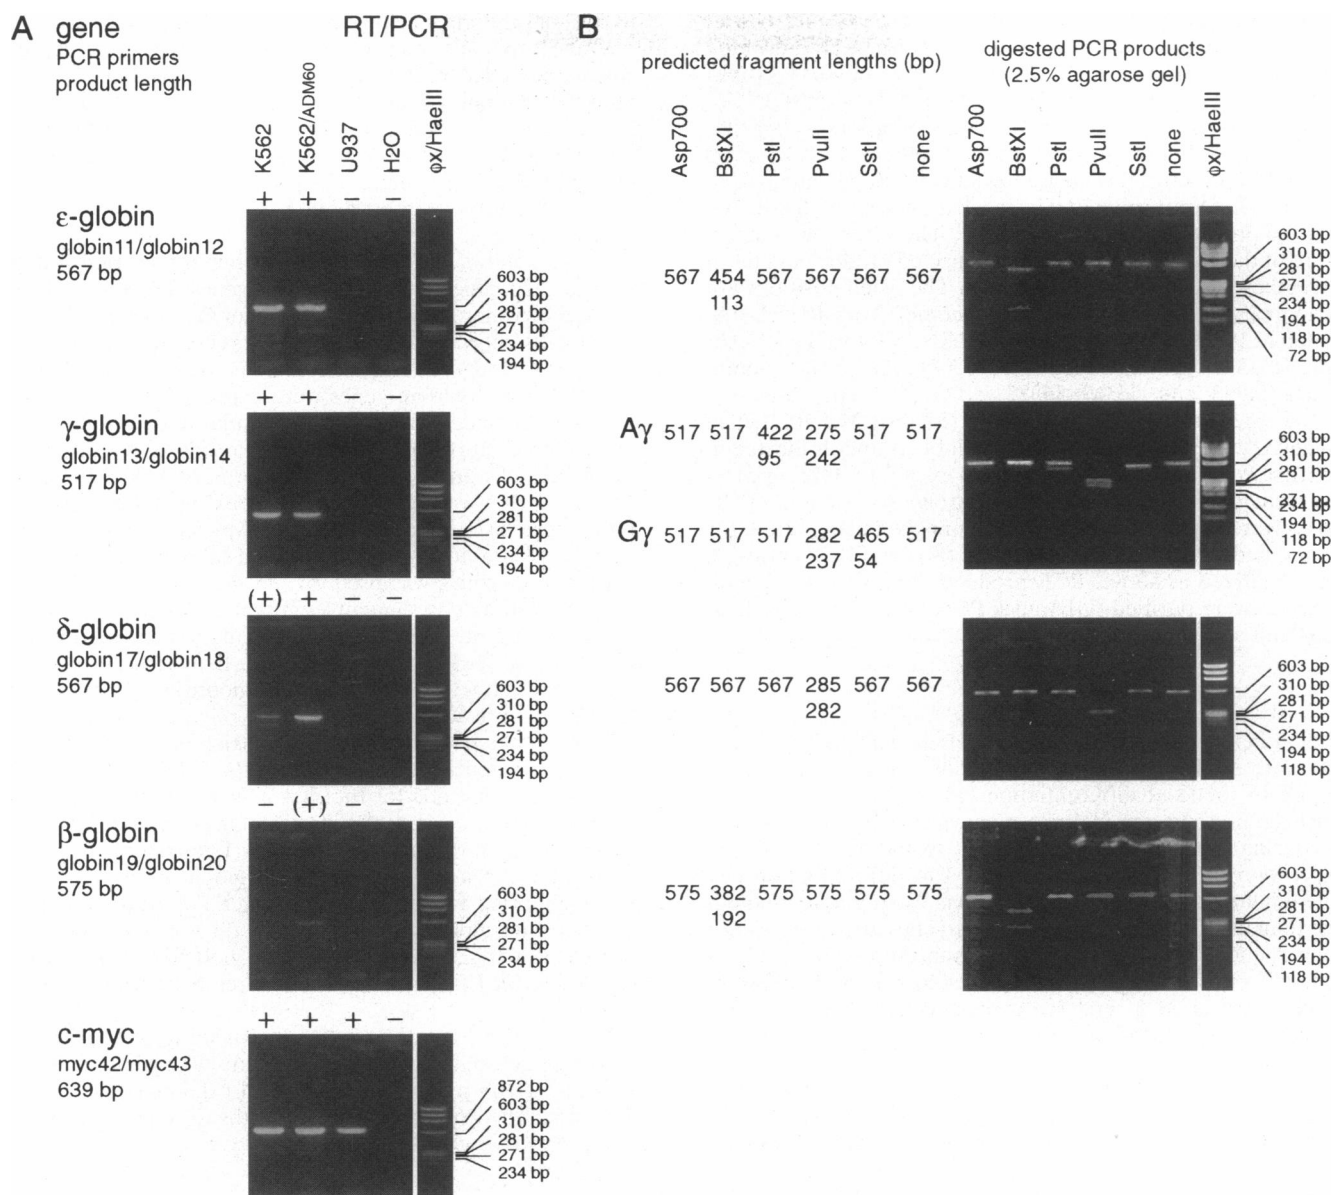 A
gene
PCR primers
product length
RT/PCR
K562
K562/ADM60
U937
H2O
φx/HaeIII
+ + − −
ε-globin
globin11/globin12
567 bp
603 bp
310 bp
281 bp
271 bp
234 bp
194 bp
+ + − −
γ-globin
globin13/globin14
517 bp
603 bp
310 bp
281 bp
271 bp
234 bp
194 bp
(+) + − −
δ-globin
globin17/globin18
567 bp
603 bp
310 bp
281 bp
271 bp
234 bp
194 bp
− (+) − −
β-globin
globin19/globin20
575 bp
603 bp
310 bp
281 bp
271 bp
234 bp
+ + + −
c-myc
myc42/myc43
639 bp
872 bp
603 bp
310 bp
281 bp
271 bp
234 bp
B
predicted fragment lengths (bp)
Asp700
BstXI
PstI
PvuII
SstI
none
digested PCR products
(2.5% agarose gel)
Asp700
BstXI
PstI
PvuII
SstI
none
φx/HaeIII
567 454 567 567 567 567
113
603 bp
310 bp
281 bp
271 bp
234 bp
194 bp
118 bp
72 bp
Aγ 517 517 422 275 517 517
95 242
Gγ 517 517 517 282 465 517
237 54
603 bp
310 bp
281 bp
271 bp
234 bp
194 bp
118 bp
72 bp
567 567 567 285 567 567
282
603 bp
310 bp
281 bp
271 bp
234 bp
194 bp
118 bp
575 382 575 575 575 575
192
603 bp
310 bp
281 bp
271 bp
234 bp
194 bp
118 bp